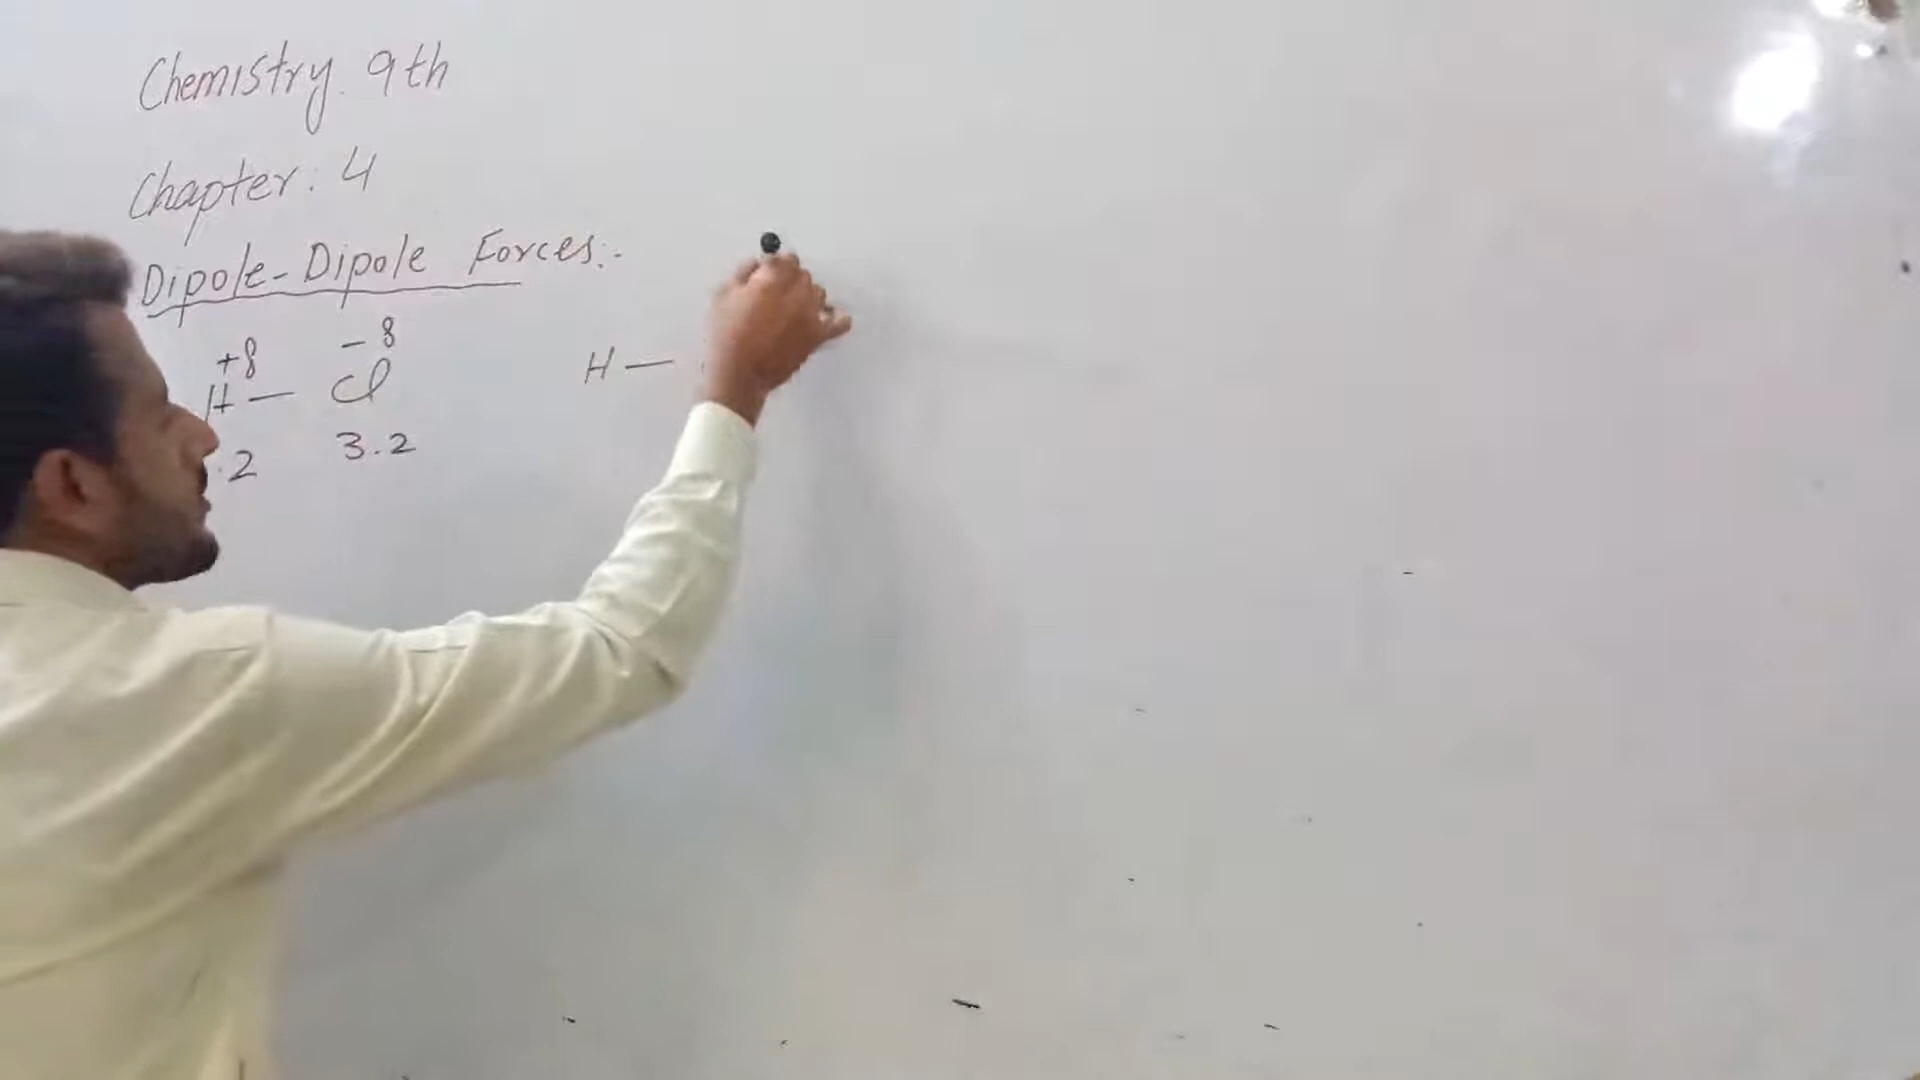 Chemistry. 9th
Chapter: 4
Dipole-Dipole Forces:-
+8 -8
H — Cl H —
.2 3.2